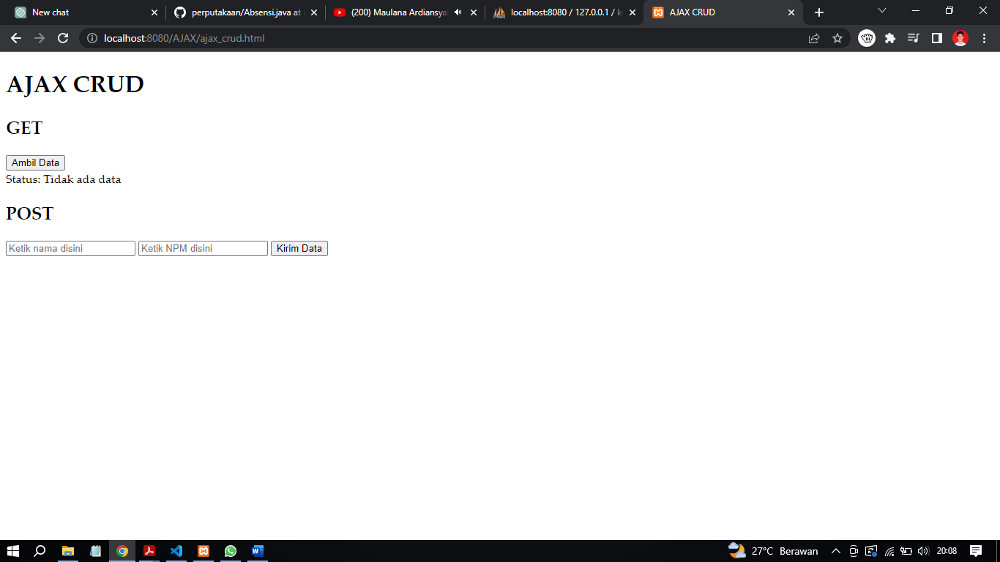 New chat
perputakaan/Absensi.java at
(200) Maulana Ardiansya
localhost:8080 / 127.0.0.1 / k
AJAX CRUD
localhost:8080/AJAX/ajax_crud.html
AJAX CRUD
GET
Ambil Data
Status: Tidak ada data
POST
Ketik nama disini Ketik NPM disini Kirim Data
27°C Berawan 20:08